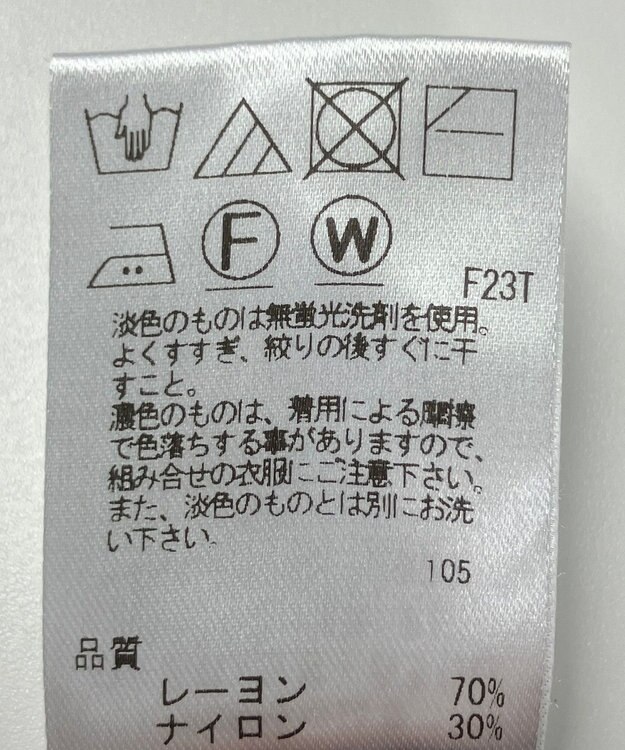 F
W
F23T
淡色のものは無蛍光洗剤を使用。
よくすすぎ、絞りの後すぐに干
すこと。
濃色のものは、着用による摩擦
で色落ちする事がありますので、
組み合せの衣服にご注意下さい。
また、淡色のものとは別にお洗
い下さい。
105
品質
レーヨン 70%
ナイロン 30%